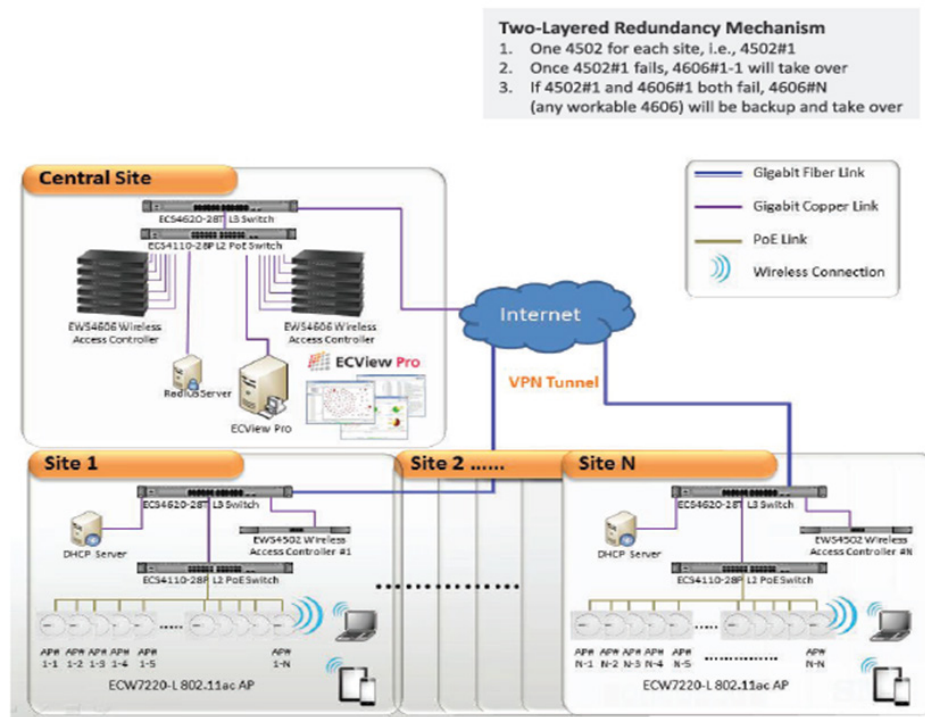 Two-Layered Redundancy Mechanism
1. One 4502 for each site, i.e., 4502#1
2. Once 4502#1 fails, 4606#1-1 will take over
3. If 4502#1 and 4606#1 both fail, 4606#N
(any workable 4606) will be backup and take over
Central Site
ECS4620-28T L3 Switch
ECS4110-28P L2 PoE Switch
EWS4606 Wireless
Access Controller
EWS4606 Wireless
Access Controller
Radius Server
ECView Pro
ECView Pro
Gigabit Fiber Link
Gigabit Copper Link
PoE Link
Wireless Connection
Internet
VPN Tunnel
Site 1
ECS4620-28T L3 Switch
DHCP Server
EWS4502 Wireless
Access Controller #1
ECS4110-28P L2 PoE Switch
AP# 1-1
AP# 1-2
AP# 1-3
AP# 1-4
AP# 1-5
AP# 1-N
ECW7220-L 802.11ac AP
Site 2 ......
Site N
ECS4620-28T L3 Switch
DHCP Server
EWS4502 Wireless
Access Controller #N
ECS4110-28P L2 PoE Switch
AP# N-1
AP# N-2
AP# N-3
AP# N-4
AP# N-5
AP# N-N
ECW7220-L 802.11ac AP